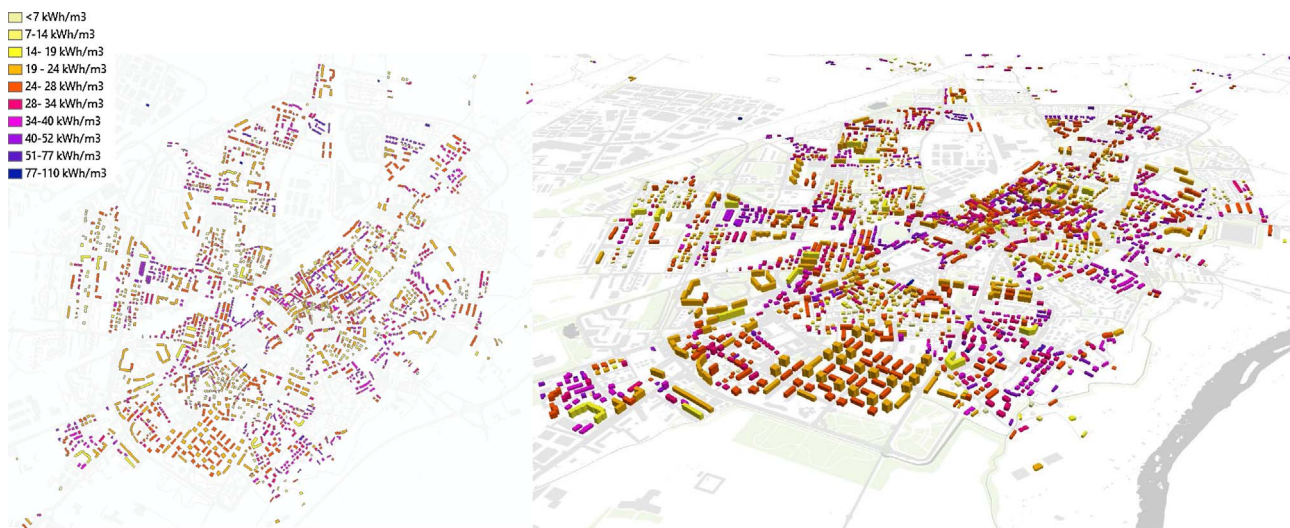 <7 kWh/m3
7-14 kWh/m3
14- 19 kWh/m3
19 - 24 kWh/m3
24- 28 kWh/m3
28- 34 kWh/m3
34-40 kWh/m3
40-52 kWh/m3
51-77 kWh/m3
77-110 kWh/m3